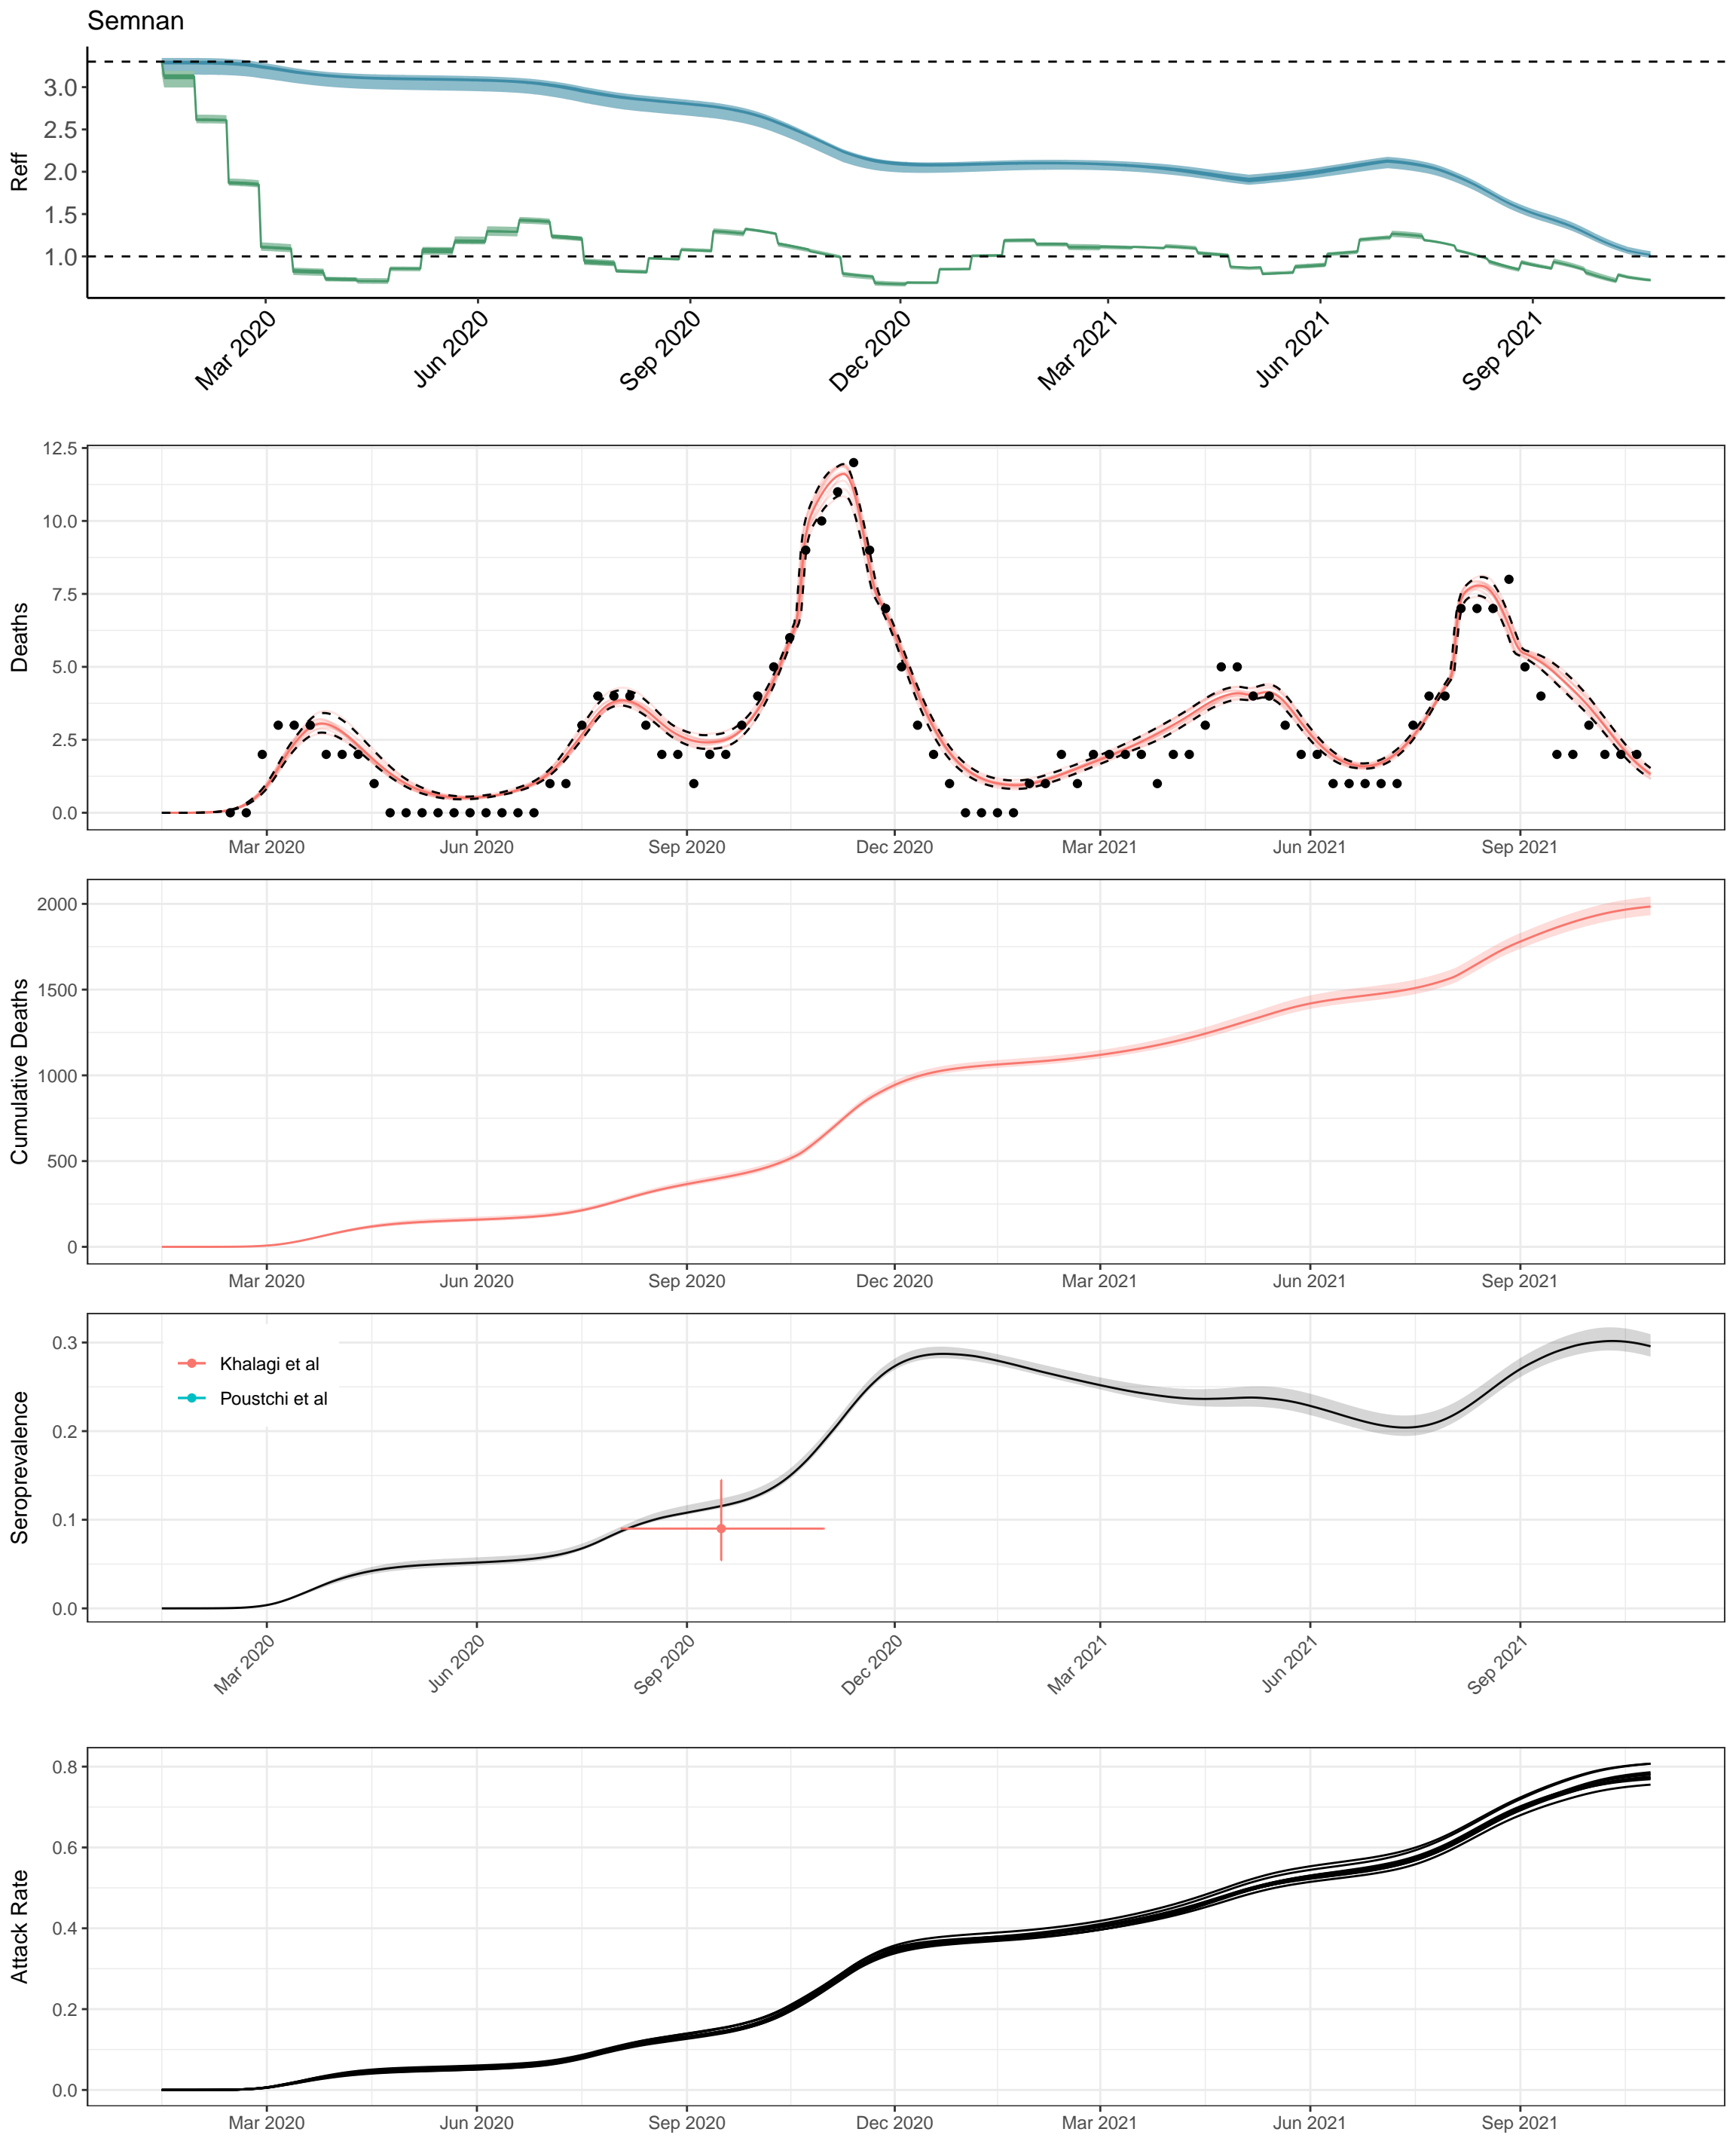 Semnan
Reff
3.0
2.5
2.0
1.5
1.0
Mar 2020
Jun 2020
Sep 2020
Dec 2020
Mar 2021
Jun 2021
Sep 2021
Deaths
12.5
10.0
7.5
5.0
2.5
0.0
Mar 2020
Jun 2020
Sep 2020
Dec 2020
Mar 2021
Jun 2021
Sep 2021
Cumulative Deaths
2000
1500
1000
500
0
Mar 2020
Jun 2020
Sep 2020
Dec 2020
Mar 2021
Jun 2021
Sep 2021
Seroprevalence
0.3
0.2
0.1
0.0
Khalagi et al
Poustchi et al
Mar 2020
Jun 2020
Sep 2020
Dec 2020
Mar 2021
Jun 2021
Sep 2021
Attack Rate
0.8
0.6
0.4
0.2
0.0
Mar 2020
Jun 2020
Sep 2020
Dec 2020
Mar 2021
Jun 2021
Sep 2021